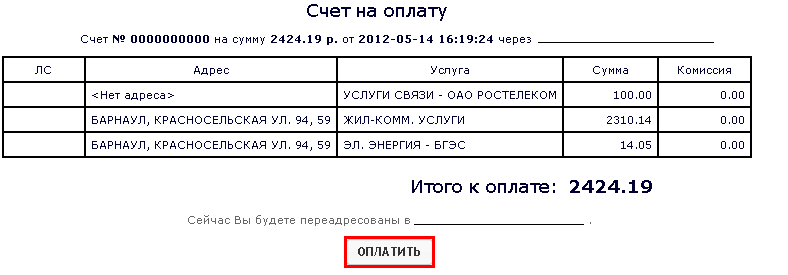 Счет на оплату
Счет № 0000000000 на сумму 2424.19 р. от 2012-05-14 16:19:24 через
ЛС Адрес Услуга Сумма Комиссия
<Нет адреса> УСЛУГИ СВЯЗИ - ОАО РОСТЕЛЕКОМ 100.00 0.00
БАРНАУЛ, КРАСНОСЕЛЬСКАЯ УЛ. 94, 59 ЖИЛ-КОММ. УСЛУГИ 2310.14 0.00
БАРНАУЛ, КРАСНОСЕЛЬСКАЯ УЛ. 94, 59 ЭЛ. ЭНЕРГИЯ - БГЭС 14.05 0.00
Итого к оплате: 2424.19
Сейчас Вы будете переадресованы в .
ОПЛАТИТЬ